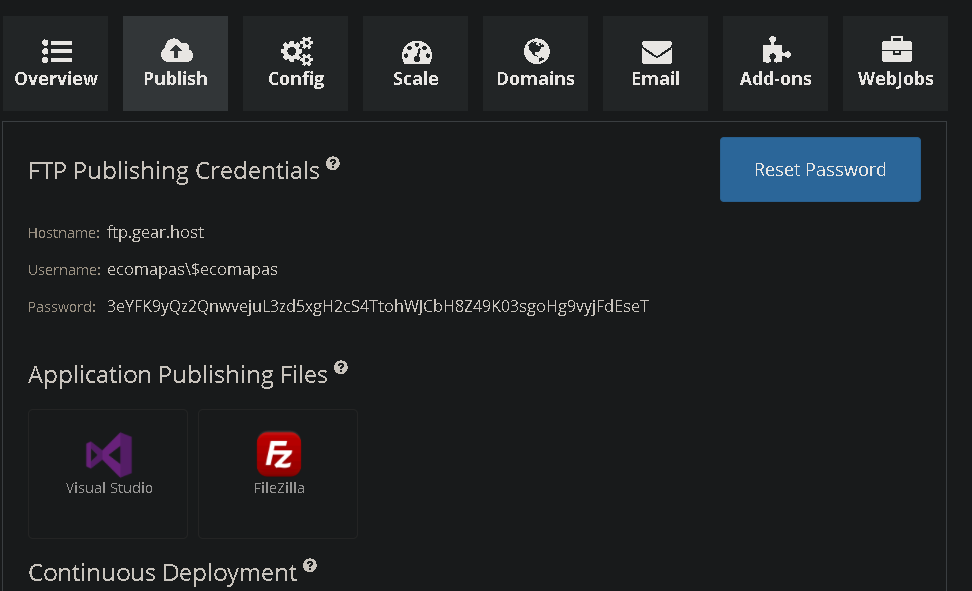 Overview Publish Config Scale Domains Email Add-ons WebJobs
FTP Publishing Credentials ?
Reset Password
Hostname: ftp.gear.host
Username: ecomapas\$ecomapas
Password: 3eYFK9yQz2QnwvejuL3zd5xgH2cS4TtohWJCbH8Z49K03sgoHg9vyjFdEseT
Application Publishing Files ?
Visual Studio FileZilla
Continuous Deployment ?